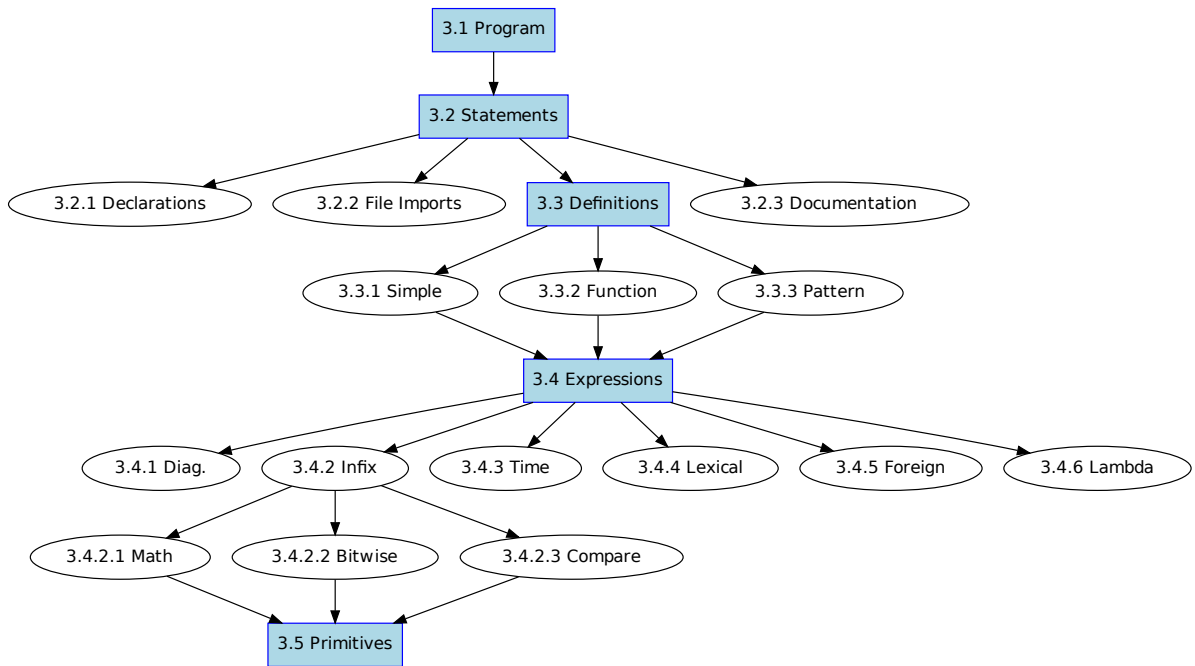 3.1 Program
3.2 Statements
3.2.1 Declarations
3.2.2 File Imports
3.3 Definitions
3.2.3 Documentation
3.3.1 Simple
3.3.2 Function
3.3.3 Pattern
3.4 Expressions
3.4.1 Diag.
3.4.2 Infix
3.4.3 Time
3.4.4 Lexical
3.4.5 Foreign
3.4.6 Lambda
3.4.2.1 Math
3.4.2.2 Bitwise
3.4.2.3 Compare
3.5 Primitives